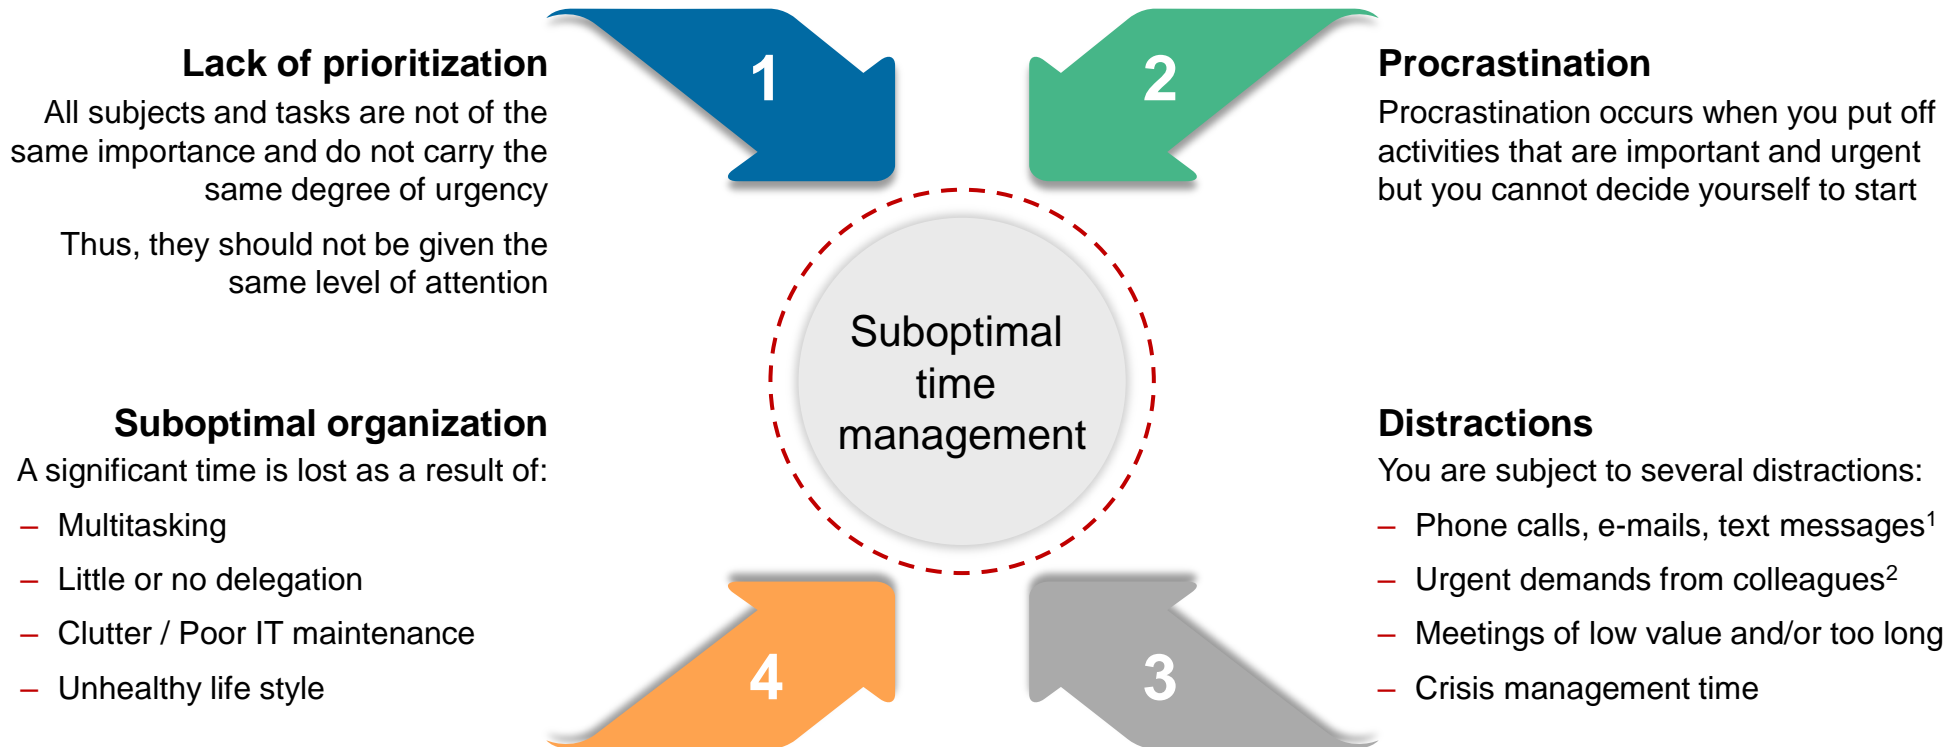 1
Lack of prioritization
All subjects and tasks are not of the
same importance and do not carry the
same degree of urgency
Thus, they should not be given the
same level of attention
2
Procrastination
Procrastination occurs when you put off
activities that are important and urgent
but you cannot decide yourself to start
Suboptimal
time
management
Suboptimal organization
A significant time is lost as a result of:
– Multitasking
– Little or no delegation
– Clutter / Poor IT maintenance
– Unhealthy life style
4
Distractions
You are subject to several distractions:
– Phone calls, e-mails, text messages¹
– Urgent demands from colleagues²
– Meetings of low value and/or too long
– Crisis management time
3